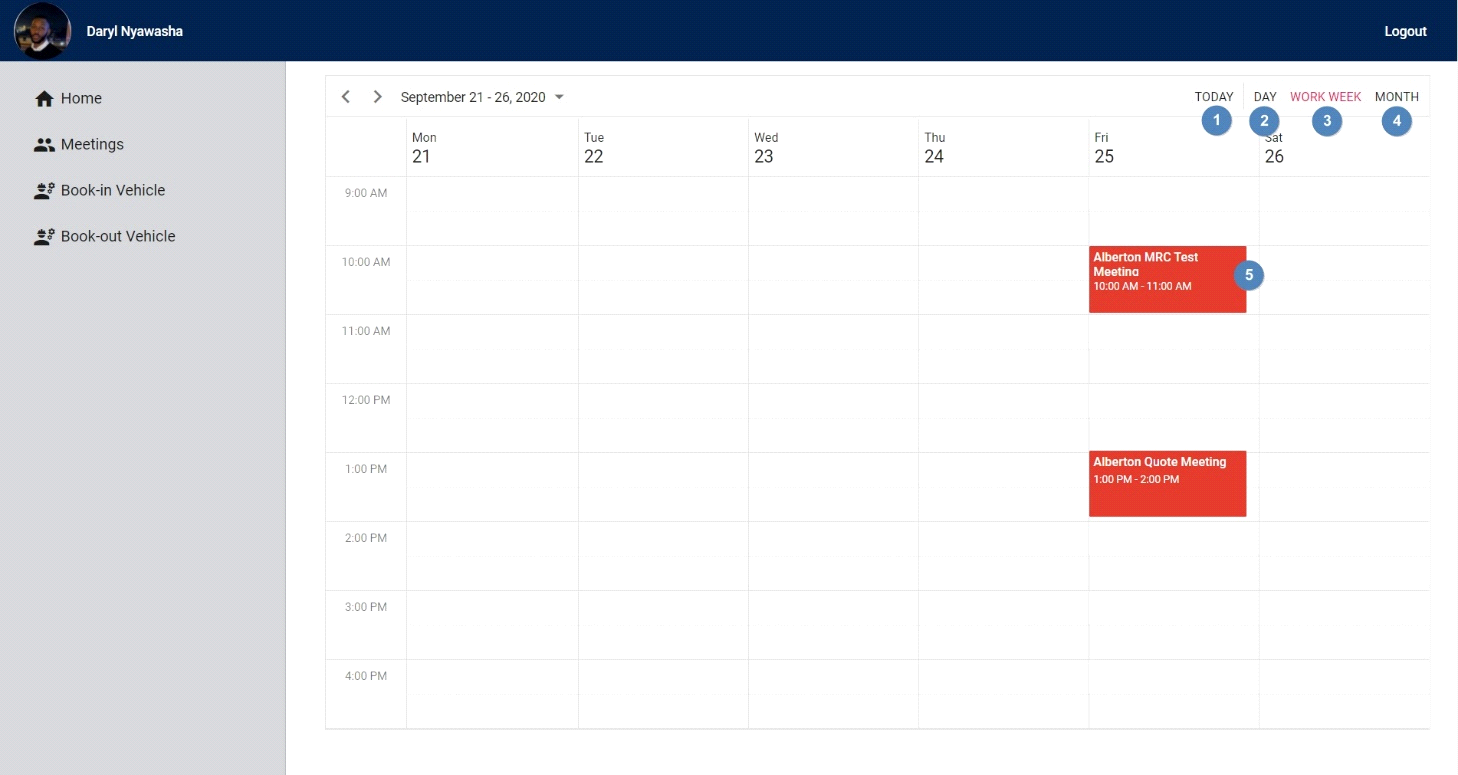 Daryl Nyawasha
Logout
Home
Meetings
Book-in Vehicle
Book-out Vehicle
September 21 - 26, 2020
TODAY
DAY
WORK WEEK
MONTH
1
2
3
4
Mon
21
Tue
22
Wed
23
Thu
24
Fri
25
Sat
26
9:00 AM
10:00 AM
Alberton MRC Test
Meeting
10:00 AM - 11:00 AM
5
11:00 AM
12:00 PM
1:00 PM
Alberton Quote Meeting
1:00 PM - 2:00 PM
2:00 PM
3:00 PM
4:00 PM